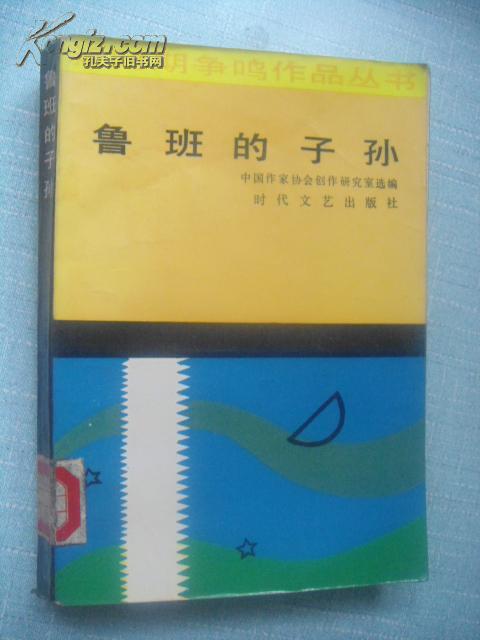 Kongfz.com
孔夫子旧书网
期争鸣作品丛书
鲁班的子孙
中国作家协会创作研究室选编
时代文艺出版社
鲁班的子孙